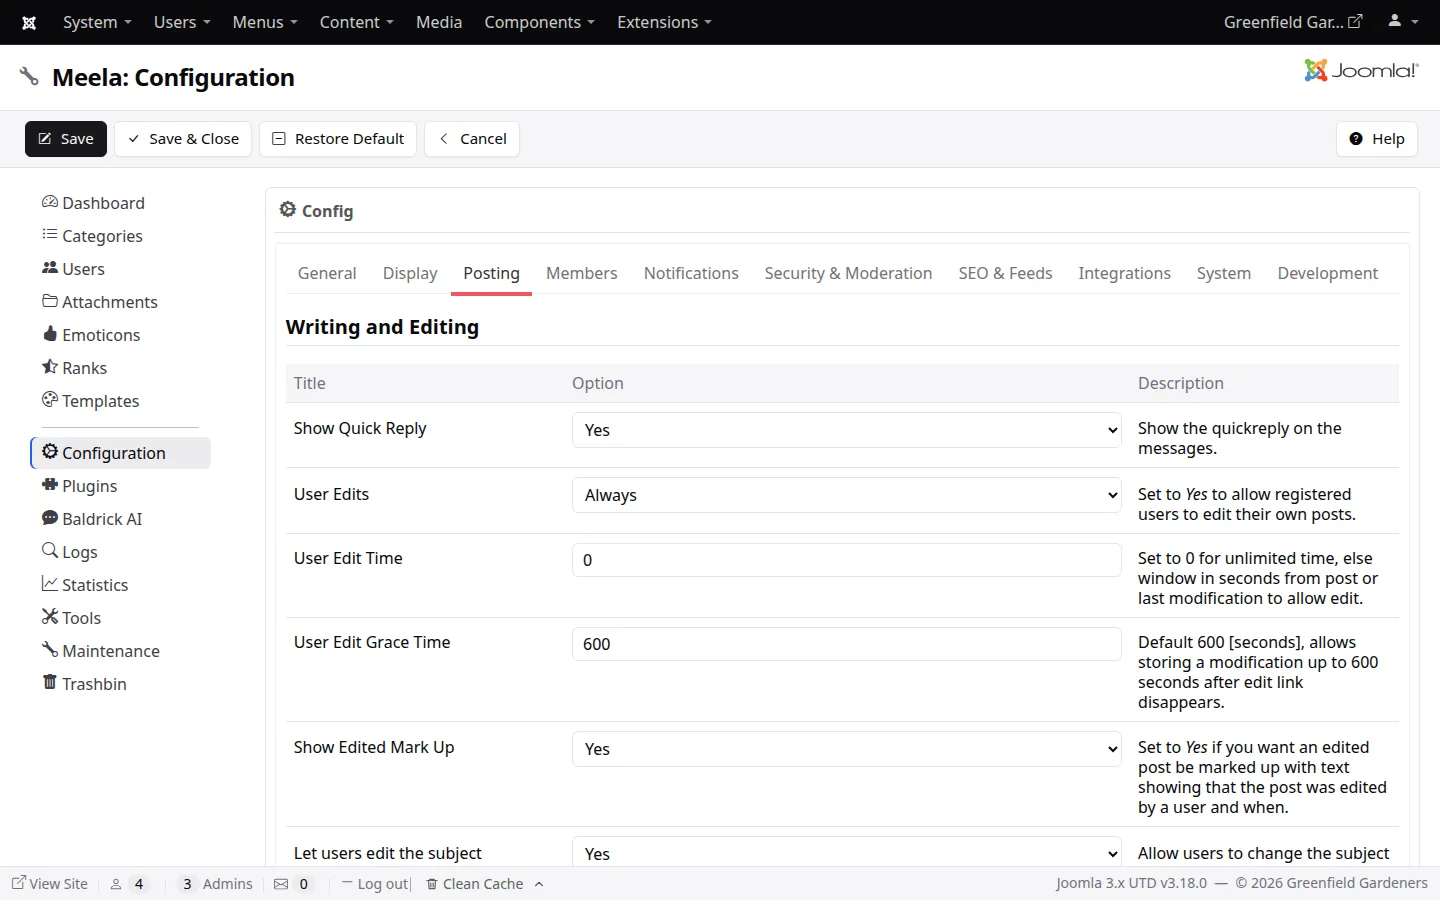 System Users Menus Content Media Components Extensions Greenfield Gar...
Meela: Configuration Joomla!®
Save Save & Close Restore Default Cancel Help
Dashboard
Categories
Users
Attachments
Emoticons
Ranks
Templates
Configuration
Plugins
Baldrick AI
Logs
Statistics
Tools
Maintenance
Trashbin
Config
General Display Posting Members Notifications Security & Moderation SEO & Feeds Integrations System Development
Writing and Editing
Title Option Description
Show Quick Reply Yes Show the quickreply on the
messages.
User Edits Always Set to Yes to allow registered
users to edit their own posts.
User Edit Time 0 Set to 0 for unlimited time, else
window in seconds from post or
last modification to allow edit.
User Edit Grace Time 600 Default 600 [seconds], allows
storing a modification up to 600
seconds after edit link
disappears.
Show Edited Mark Up Yes Set to Yes if you want an edited
post be marked up with text
showing that the post was edited
by a user and when.
Let users edit the subject Yes Allow users to change the subject
View Site 4 3 Admins 0 Log out Clean Cache Joomla 3.x UTD v3.18.0 — © 2026 Greenfield Gardeners